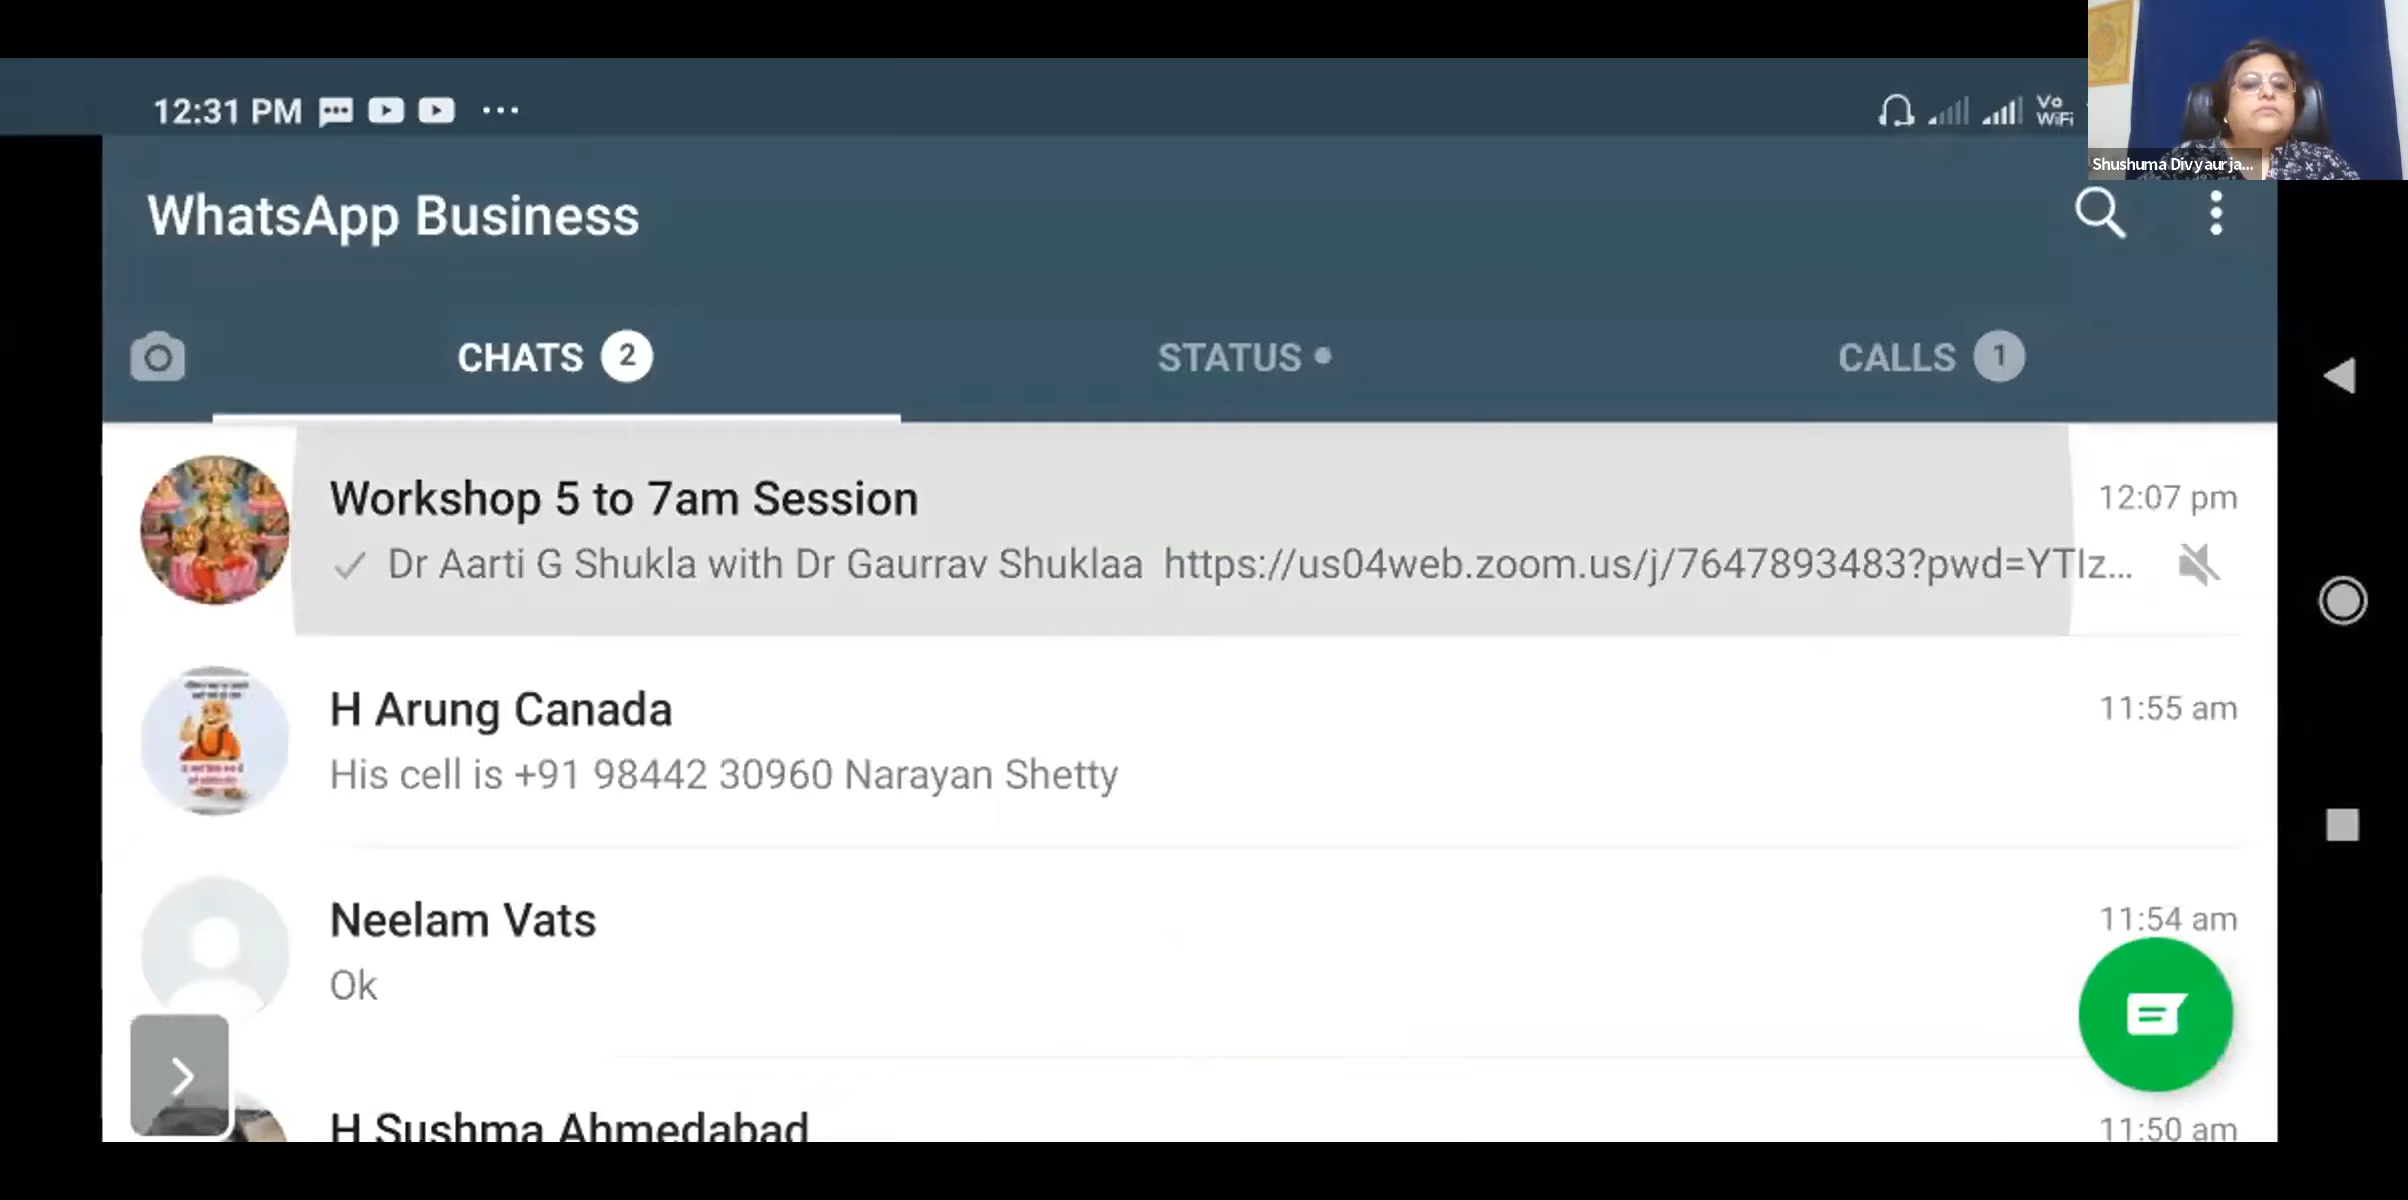 12:31 PM
Vo
WiFi
Shushuma Divyaurja...
WhatsApp Business
CHATS 2
STATUS
CALLS 1
Workshop 5 to 7am Session
12:07 pm
Dr Aarti G Shukla with Dr Gaurrav Shuklaa https://us04web.zoom.us/j/7647893483?pwd=YTIz...
H Arung Canada
11:55 am
His cell is +91 98442 30960 Narayan Shetty
Neelam Vats
11:54 am
Ok
H Sushma Ahmedabad
11:50 am